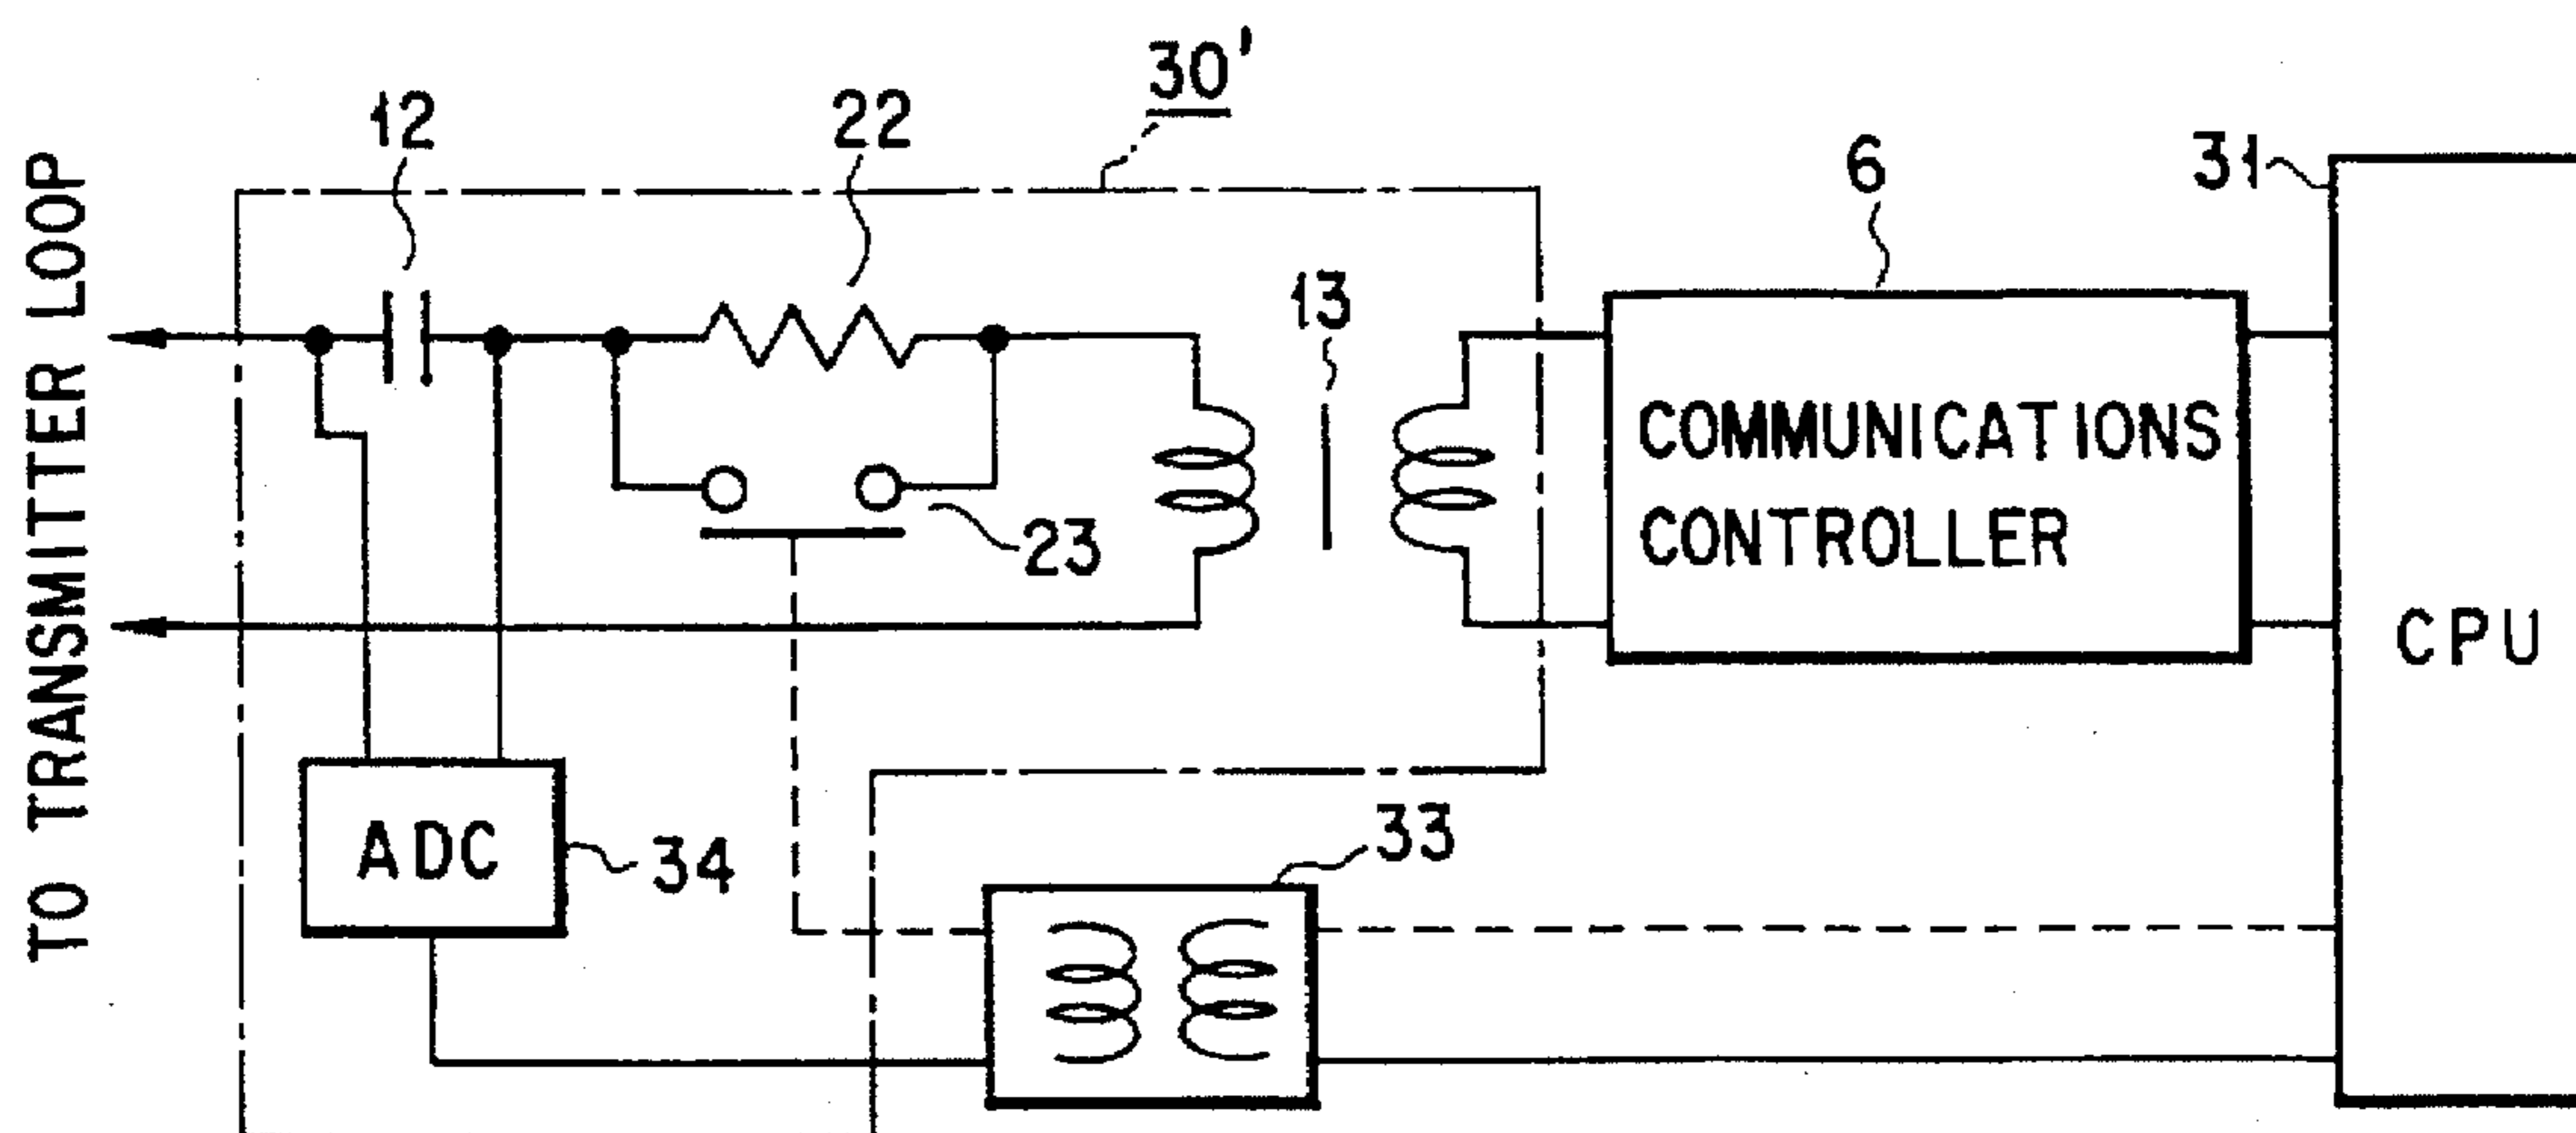 30'
12
22
6
31
TO TRANSMITTER LOOP
13
COMMUNICATIONS
CONTROLLER
23
CPU
33
ADC
34